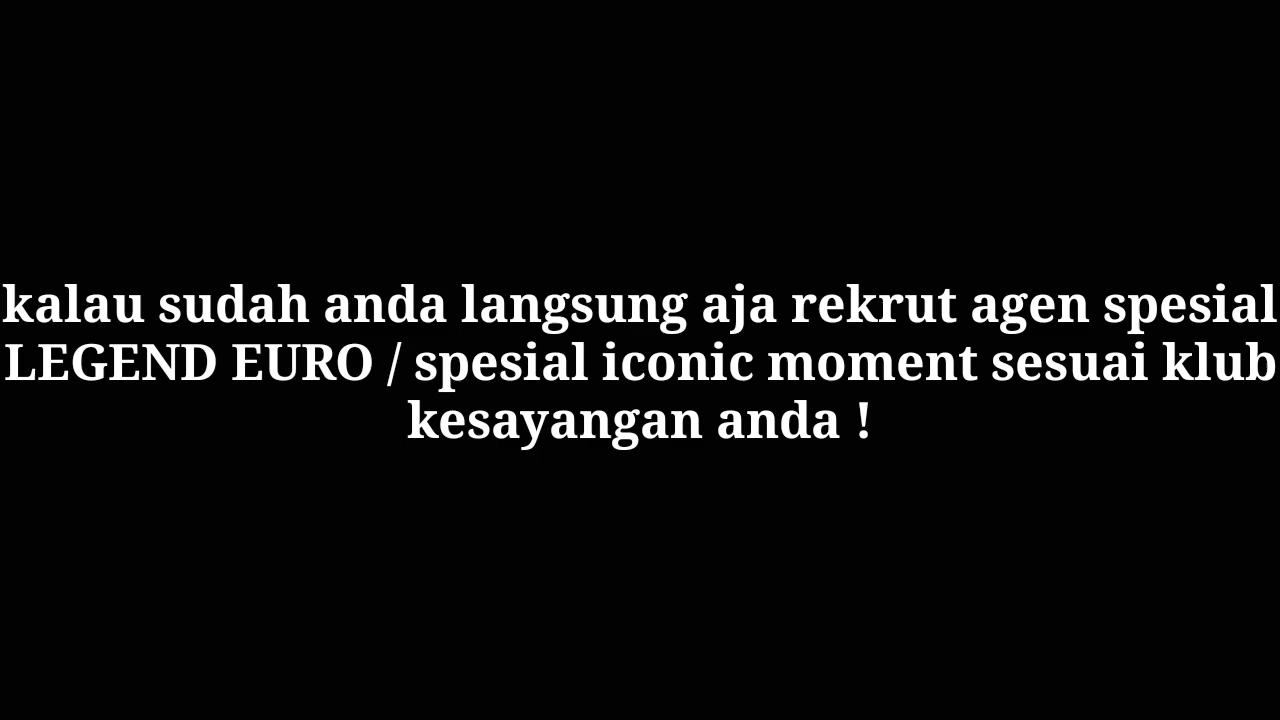 kalau sudah anda langsung aja rekrut agen spesial
LEGEND EURO / spesial iconic moment sesuai klub
kesayangan anda !